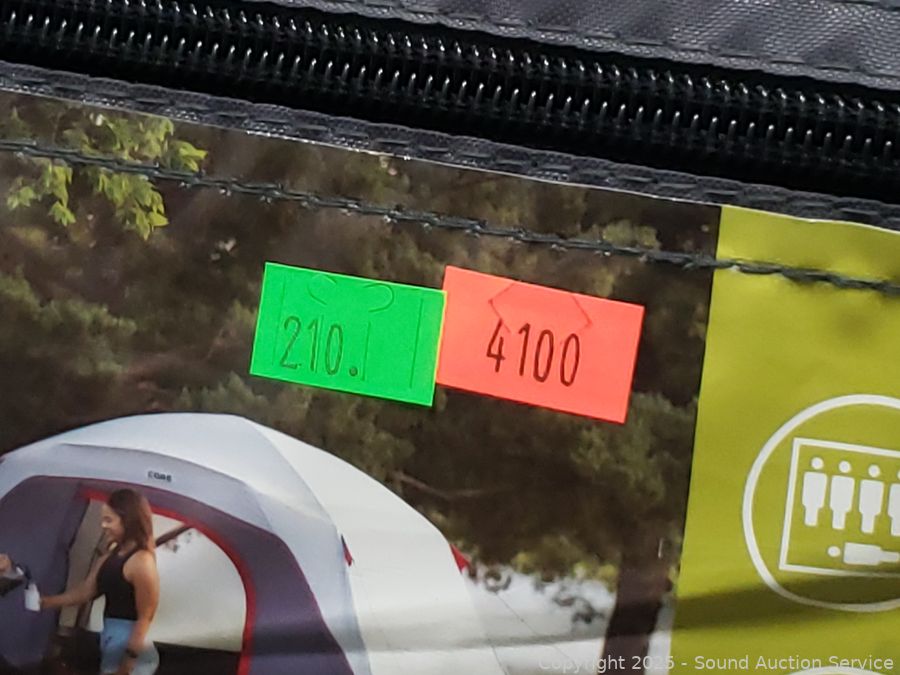 210.
4100
CORE
Copyright 2025 - Sound Auction Service